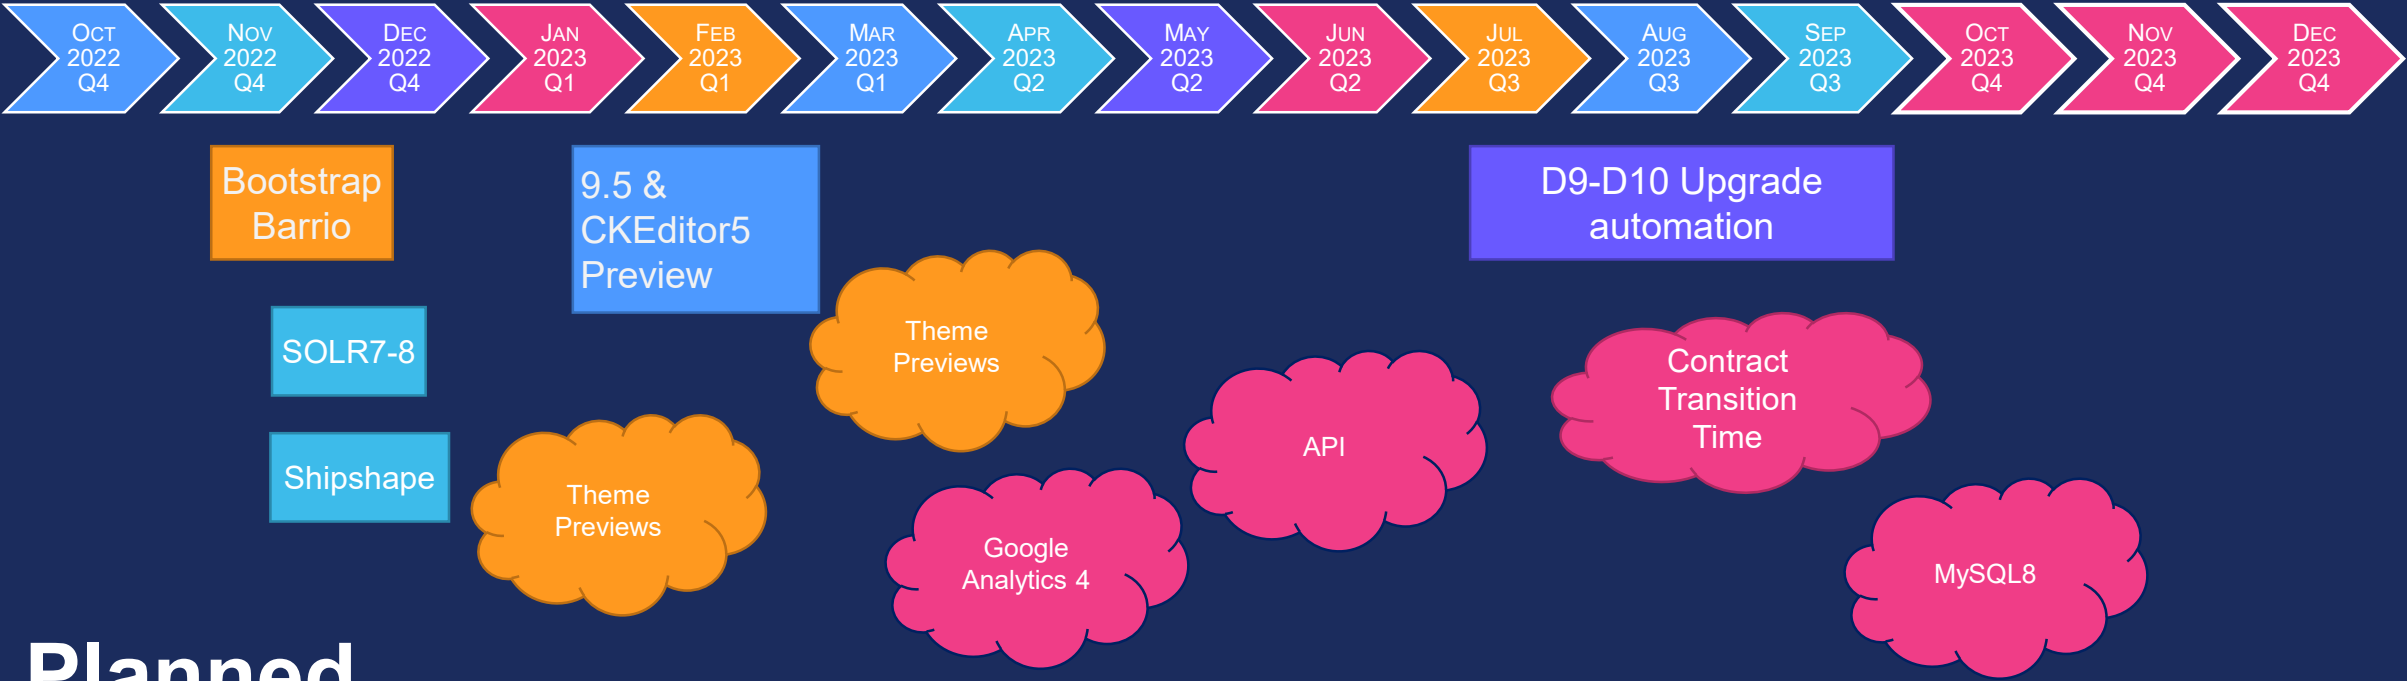 OCT
2022
Q4
NOV
2022
Q4
DEC
2022
Q4
JAN
2023
Q1
FEB
2023
Q1
MAR
2023
Q1
APR
2023
Q2
MAY
2023
Q2
JUN
2023
Q2
JUL
2023
Q3
AUG
2023
Q3
SEP
2023
Q3
OCT
2023
Q4
NOV
2023
Q4
DEC
2023
Q4
Bootstrap
Barrio
9.5 &
CKEditor5
Preview
D9-D10 Upgrade
automation
SOLR7-8
Theme
Previews
Contract
Transition
Time
API
Shipshape
Theme
Previews
Google
Analytics 4
MySQL8
Planned